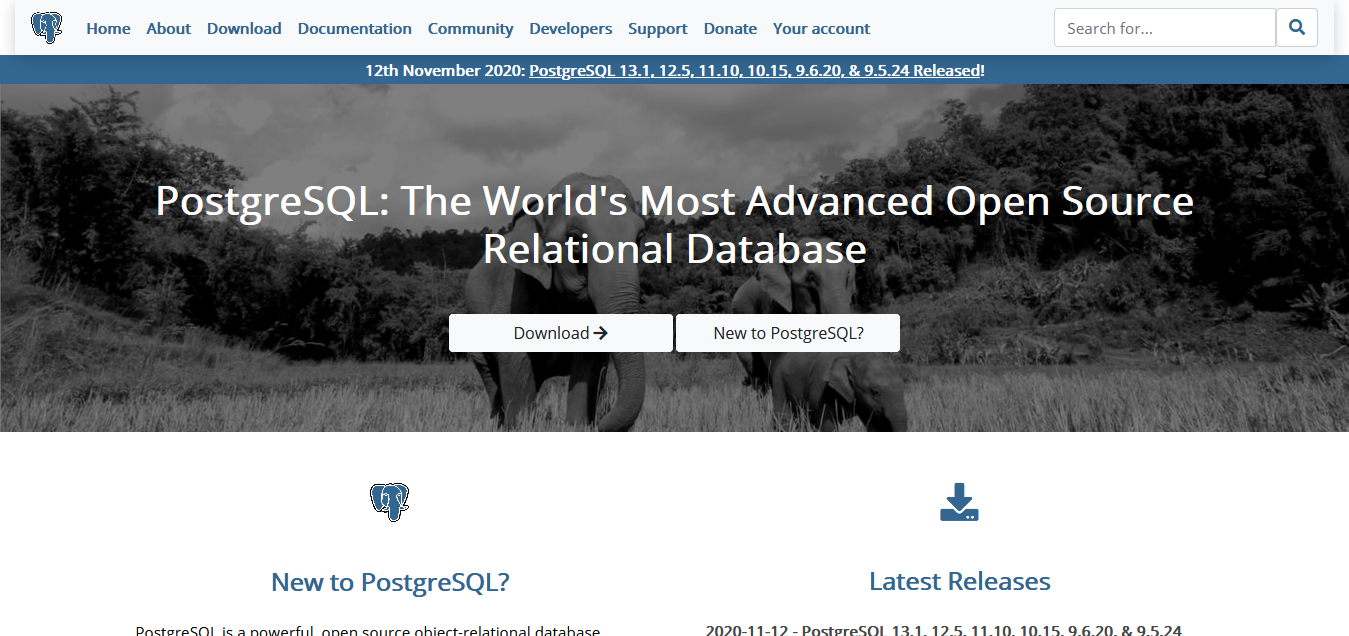 Home About Download Documentation Community Developers Support Donate Your account Search for...
12th November 2020: PostgreSQL 13.1, 12.5, 11.10, 10.15, 9.6.20, & 9.5.24 Released!
PostgreSQL: The World's Most Advanced Open Source
Relational Database
Download New to PostgreSQL?
New to PostgreSQL?
Latest Releases
PostgreSQL is a powerful, open source object-relational database
2020-11-12 - PostgreSQL 13.1, 12.5, 11.10, 10.15, 9.6.20, & 9.5.24